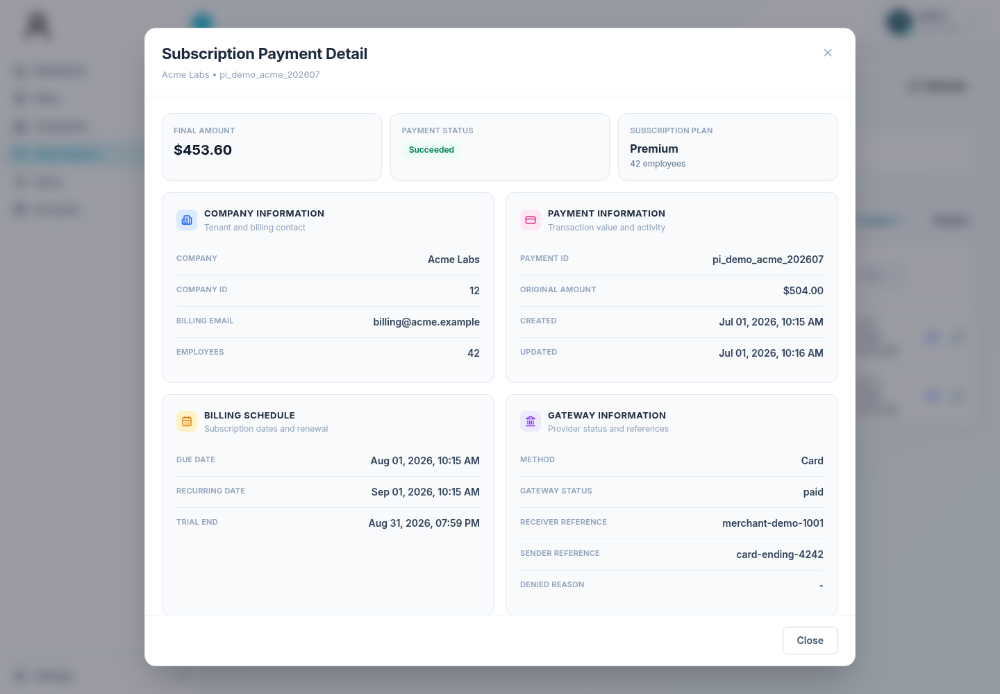 Subscription Payment Detail
Acme Labs • pi_demo_acme_202607
FINAL AMOUNT
$453.60
PAYMENT STATUS
Succeeded
SUBSCRIPTION PLAN
Premium
42 employees
COMPANY INFORMATION
Tenant and billing contact
COMPANY Acme Labs
COMPANY ID 12
BILLING EMAIL billing@acme.example
EMPLOYEES 42
PAYMENT INFORMATION
Transaction value and activity
PAYMENT ID pi_demo_acme_202607
ORIGINAL AMOUNT $504.00
CREATED Jul 01, 2026, 10:15 AM
UPDATED Jul 01, 2026, 10:16 AM
BILLING SCHEDULE
Subscription dates and renewal
DUE DATE Aug 01, 2026, 10:15 AM
RECURRING DATE Sep 01, 2026, 10:15 AM
TRIAL END Aug 31, 2026, 07:59 PM
GATEWAY INFORMATION
Provider status and references
METHOD Card
GATEWAY STATUS paid
RECEIVER REFERENCE merchant-demo-1001
SENDER REFERENCE card-ending-4242
DENIED REASON -
Close